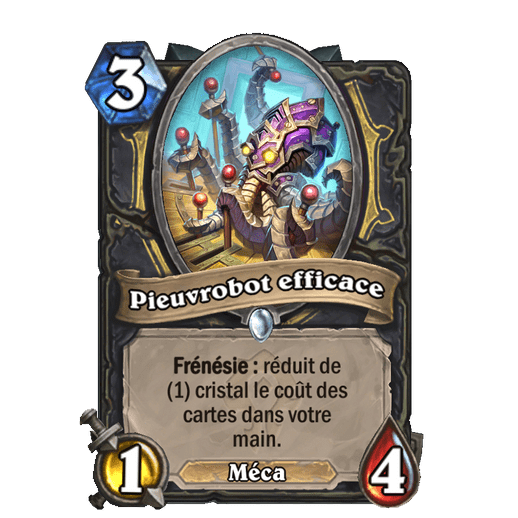 3
Pieuvrobot efficace
Frénésie : réduit de
(1) cristal le coût des
cartes dans votre
main.
1
Méca
4